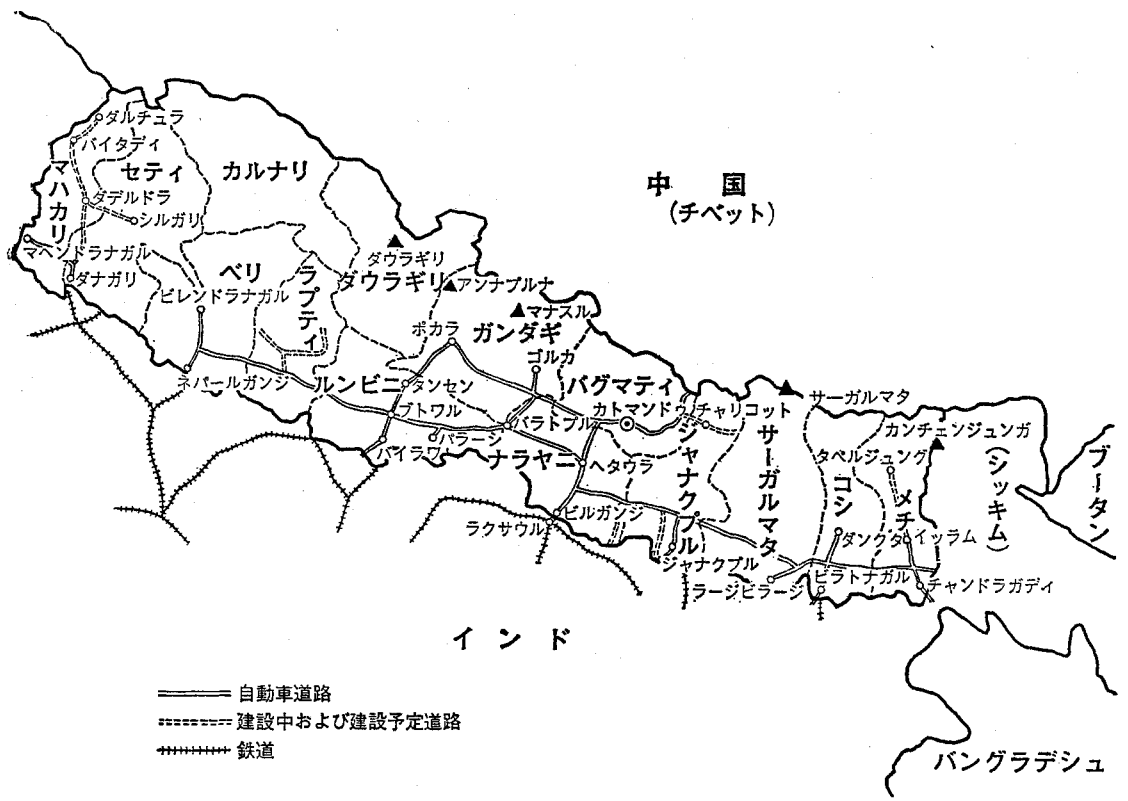 ダルチュラ
バイタディ
セティ
カルナリ
マハカリ
ダデルドラ
シルガリ
マヘンドラナガル
ダナガリ
中国
(チベット)
ベリ
ラプティ
ビレンドラナガル
ダウラギリ
ダウラギリ
アンナプルナ
マナスル
ポカラ
ガンダギ
ゴルカ
ネパールガンジ
ルンビニ
タンセン
バグマティ
ブトワル
バラトプル
カトマンドゥ
チャリコット
サーガルマタ
カンチェンジュンガ
パラーシ
バイラワ
ナラヤニ
ヘタウラ
ジャナクプル
サーガルマタ
タペルジュング
コシ
メチ
(シッキム)
ブータン
ラクサウル
ビルガンジ
ダンクタ
イッラム
ジャナクプル
ラージビラージ
ビラトナガル
チャンドラガディ
インド
自動車道路
建設中および建設予定道路
鉄道
バングラデシュ